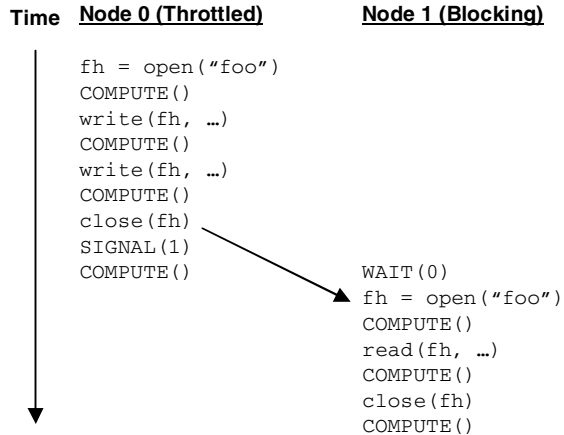 Time Node 0 (Throttled) Node 1 (Blocking)
fh = open(“foo”)
COMPUTE()
write(fh, …)
COMPUTE()
write(fh, …)
COMPUTE()
close(fh)
SIGNAL(1)
COMPUTE() WAIT(0)
fh = open(“foo”)
COMPUTE()
read(fh, …)
COMPUTE()
close(fh)
COMPUTE()